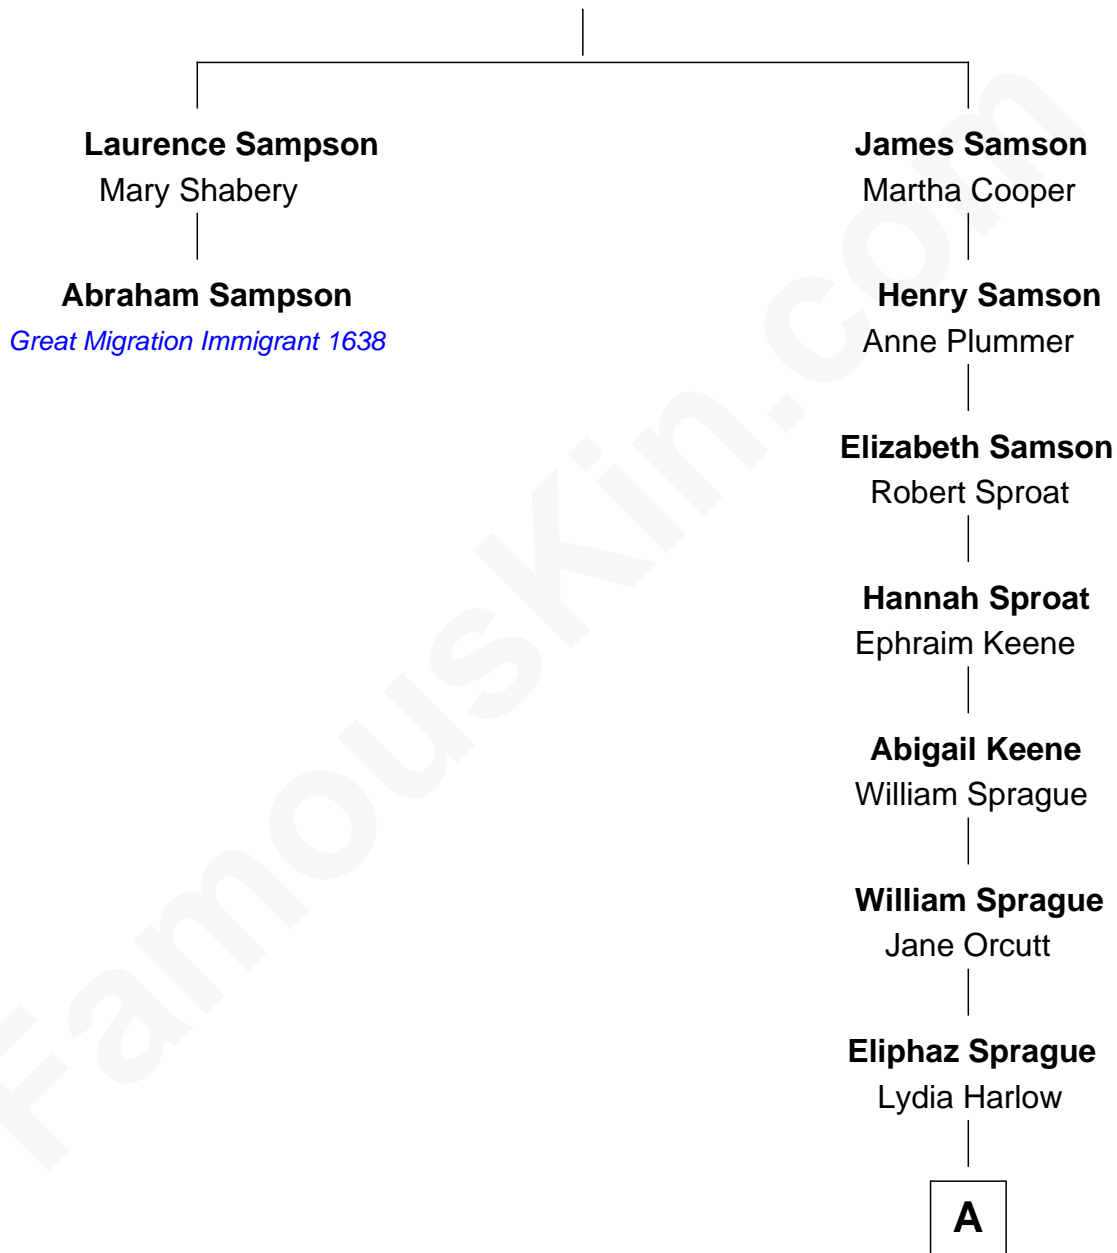 Laurence Sampson
Mary Shabery
Abraham Sampson
Great Migration Immigrant 1638
James Samson
Martha Cooper
Henry Samson
Anne Plummer
Elizabeth Samson
Robert Sproat
Hannah Sproat
Ephraim Keene
Abigail Keene
William Sprague
William Sprague
Jane Orcutt
Eliphaz Sprague
Lydia Harlow
A
FamousKin.com